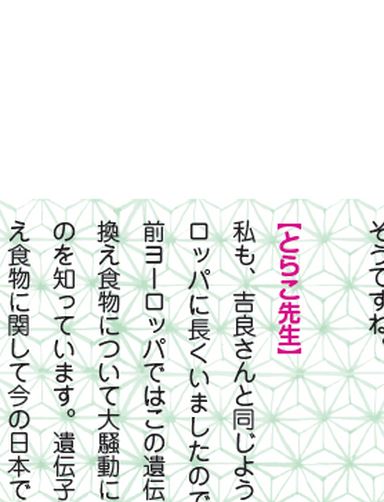 そうですね。
【とらこ先生】
私も、吉良さんと同じよう
ロッパに長くいましたので
前ヨーロッパではこの遺伝
換え食物について大騒動に
のを知っています。遺伝子
え食物に関して今の日本で